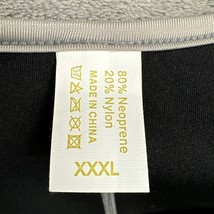 80% Neoprene
20% Nylon
MADE IN CHINA
XXXL